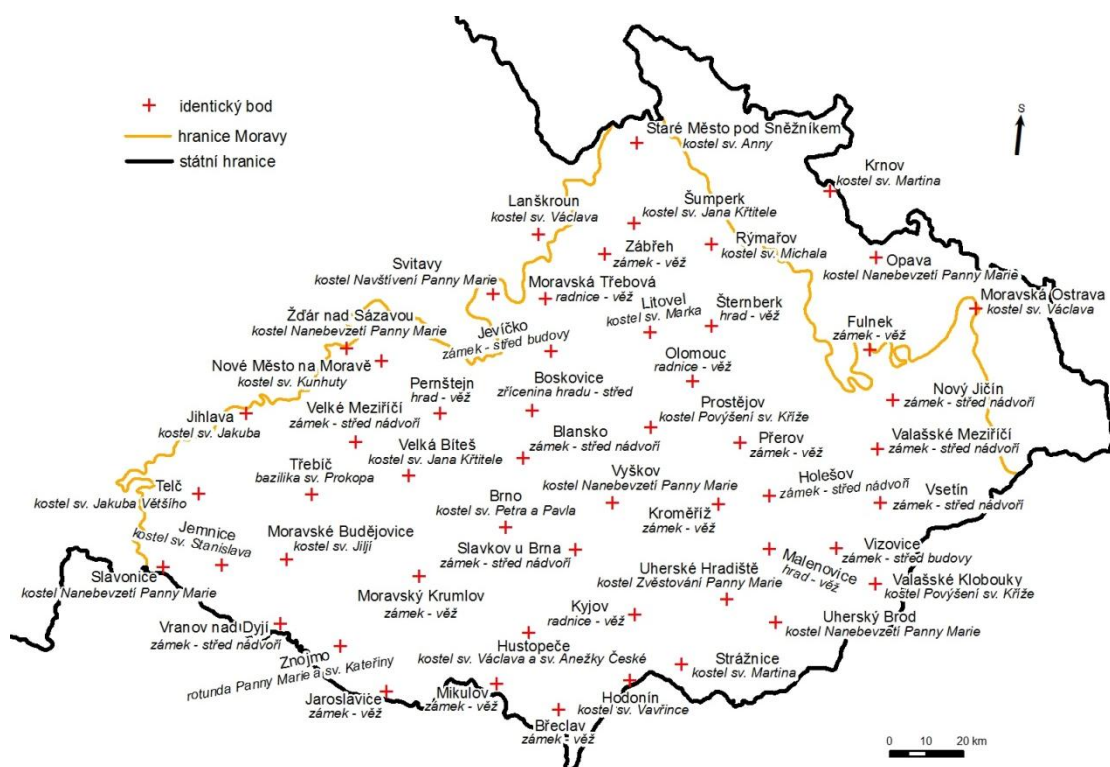 identický bod
hranice Moravy
státní hranice
S
Staré Město pod Sněžníkem
kostel sv. Anny
Krnov
kostel sv. Martina
Lanškroun
kostel sv. Václava
Šumperk
kostel sv. Jana Křtitele
Zábřeh
zámek - věž
Rýmařov
kostel sv. Michala
Opava
kostel Nanebevzetí Panny Marie
Svitavy
kostel Navštívení Panny Marie
Moravská Třebová
radnice - věž
Litovel
kostel sv. Marka
Šternberk
hrad - věž
Moravská Ostrava
kostel sv. Václava
Žďár nad Sázavou
kostel Nanebevzetí Panny Marie
Jevíčko
zámek - střed budovy
Fulnek
zámek - věž
Nové Město na Moravě
kostel sv. Kunhuty
Olomouc
radnice - věž
Pernštejn
hrad - věž
Boskovice
zřícenina hradu - střed
Nový Jičín
zámek - střed nádvoří
Jihlava
kostel sv. Jakuba
Velké Meziříčí
zámek - střed nádvoří
Prostějov
kostel Povýšení sv. Kříže
Blansko
zámek - střed nádvoří
Přerov
zámek - věž
Valašské Meziříčí
zámek - střed nádvoří
Velká Bíteš
kostel sv. Jana Křtitele
Třebíč
bazilika sv. Prokopa
Vyškov
kostel Nanebevzetí Panny Marie
Holešov
zámek - střed nádvoří
Telč
kostel sv. Jakuba Většího
Brno
kostel sv. Petra a Pavla
Kroměříž
zámek - věž
Vsetín
zámek - střed nádvoří
Jemnice
kostel sv. Stanislava
Moravské Budějovice
kostel sv. Jiljí
Slavkov u Brna
zámek - střed nádvoří
Malenovice
hrad - věž
Vizovice
zámek - střed budovy
Slavonice
kostel Nanebevzetí Panny Marie
Uherské Hradiště
kostel Zvěstování Panny Marie
Valašské Klobouky
kostel Povýšení sv. Kříže
Moravský Krumlov
zámek - věž
Kyjov
radnice - věž
Uherský Brod
kostel Nanebevzetí Panny Marie
Vranov nad Dyjí
zámek - střed nádvoří
Hustopeče
kostel sv. Václava a sv. Anežky České
Znojmo
rotunda Panny Marie a sv. Kateřiny
Strážnice
kostel sv. Martina
Jaroslavice
zámek - věž
Mikulov
zámek - věž
Hodonín
kostel sv. Vavřince
Břeclav
zámek - věž
0 10 20 km